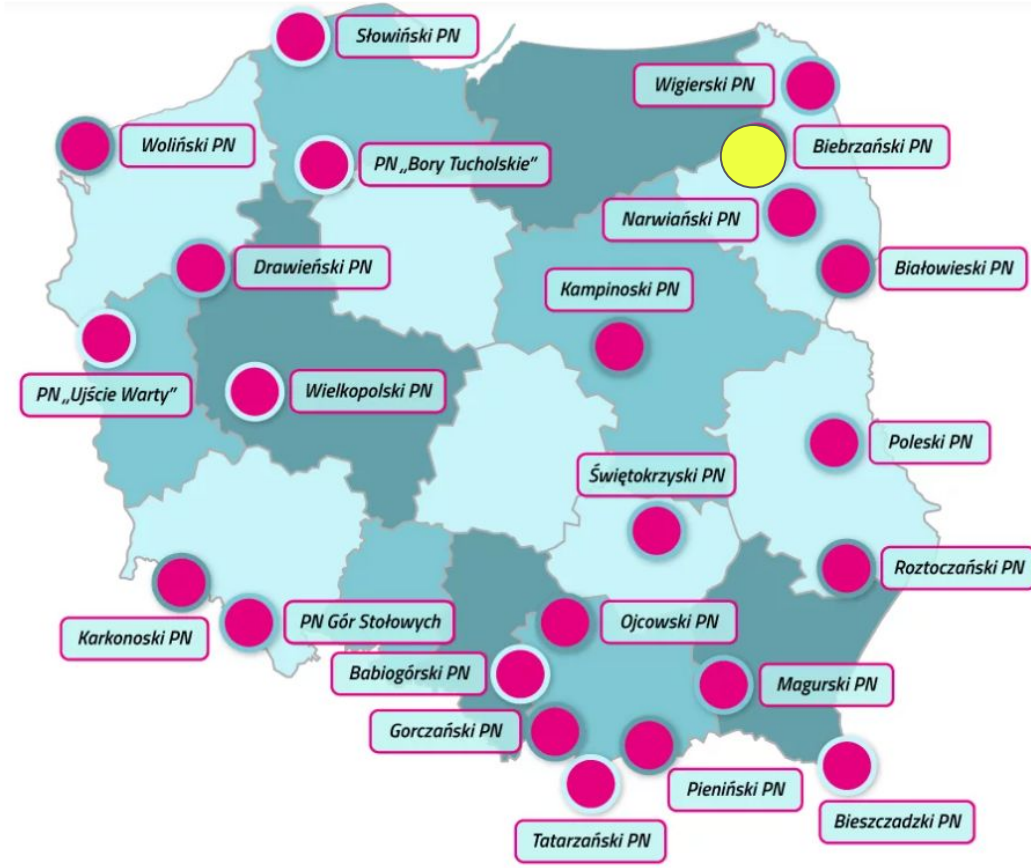 Słowiński PN
Wigierski PN
Woliński PN
Biebrzański PN
PN „Bory Tucholskie"
Narwiański PN
Drawieński PN
Białowieski PN
Kampinoski PN
PN „Ujście Warty"
Wielkopolski PN
Poleski PN
Świętokrzyski PN
Roztoczański PN
Karkonoski PN
PN Gór Stołowych
Ojcowski PN
Babiogórski PN
Magurski PN
Gorczański PN
Pieniński PN
Bieszczadzki PN
Tatarzański PN